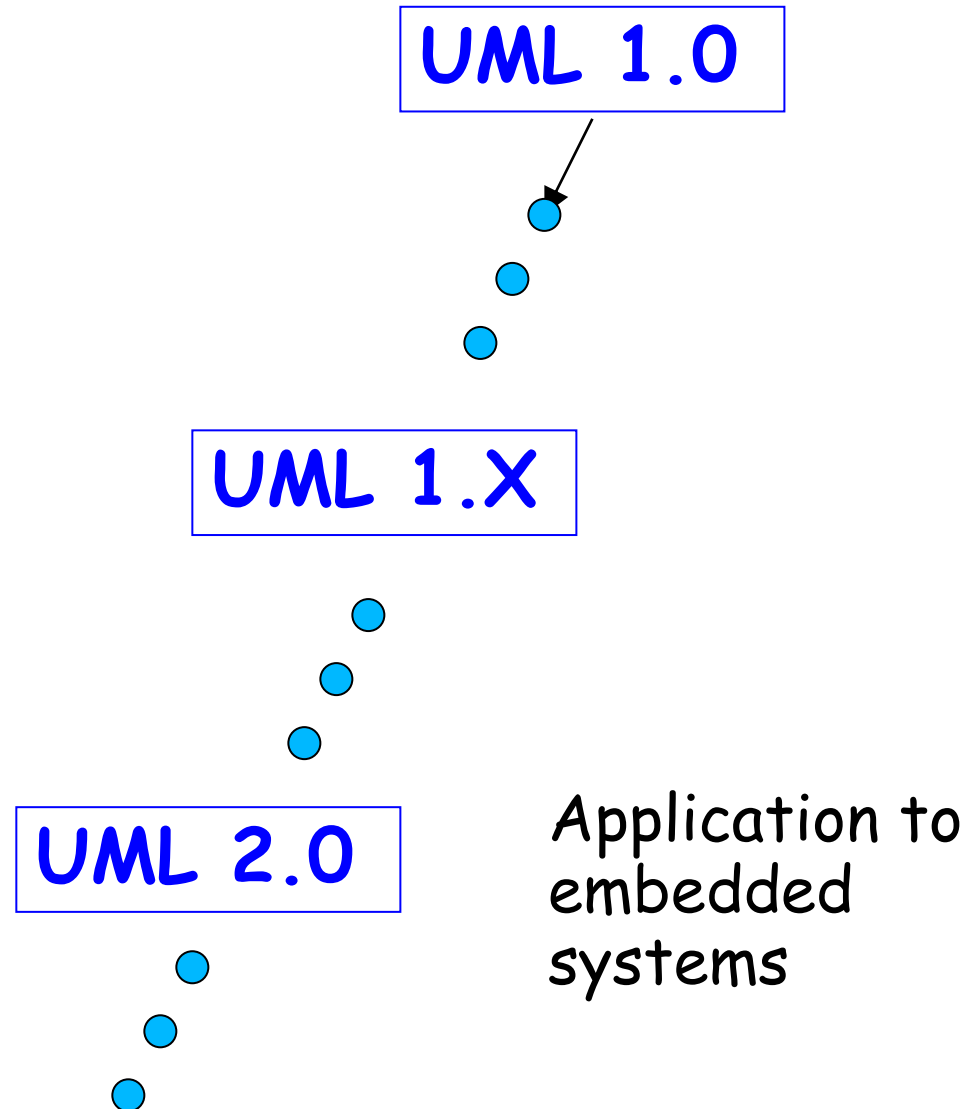 UML 1.0
UML 1.X
UML 2.0
Application to
embedded
systems